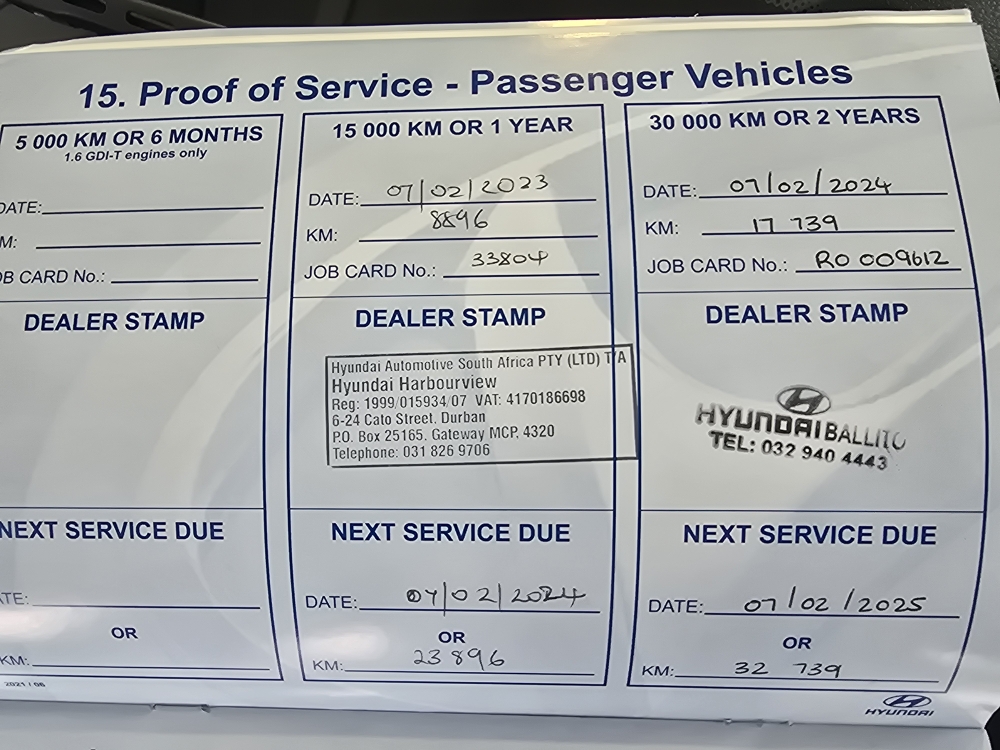 15. Proof of Service - Passenger Vehicles
5 000 KM OR 6 MONTHS
1.6 GDI-T engines only
DATE:
M:
OB CARD No.:
DEALER STAMP
NEXT SERVICE DUE
TE:
OR
KM:
2021 / 06
15 000 KM OR 1 YEAR
DATE: 07/02/2023
KM: 8896
JOB CARD No.: 33804
DEALER STAMP
Hyundai Automotive South Africa PTY (LTD) T/A
Hyundai Harbourview
Reg: 1999/015934/07 VAT: 4170186698
6-24 Cato Street, Durban
P.O. Box 25165, Gateway MCP, 4320
Telephone: 031 826 9706
NEXT SERVICE DUE
DATE: 07/02/2024
OR
KM: 23896
30 000 KM OR 2 YEARS
DATE: 07/02/2024
KM: 17 739
JOB CARD No.: RO 009612
DEALER STAMP
HYUNDAI BALLITO
TEL: 032 940 4443
NEXT SERVICE DUE
DATE: 07/02/2025
OR
KM: 32 739
HYUNDAI